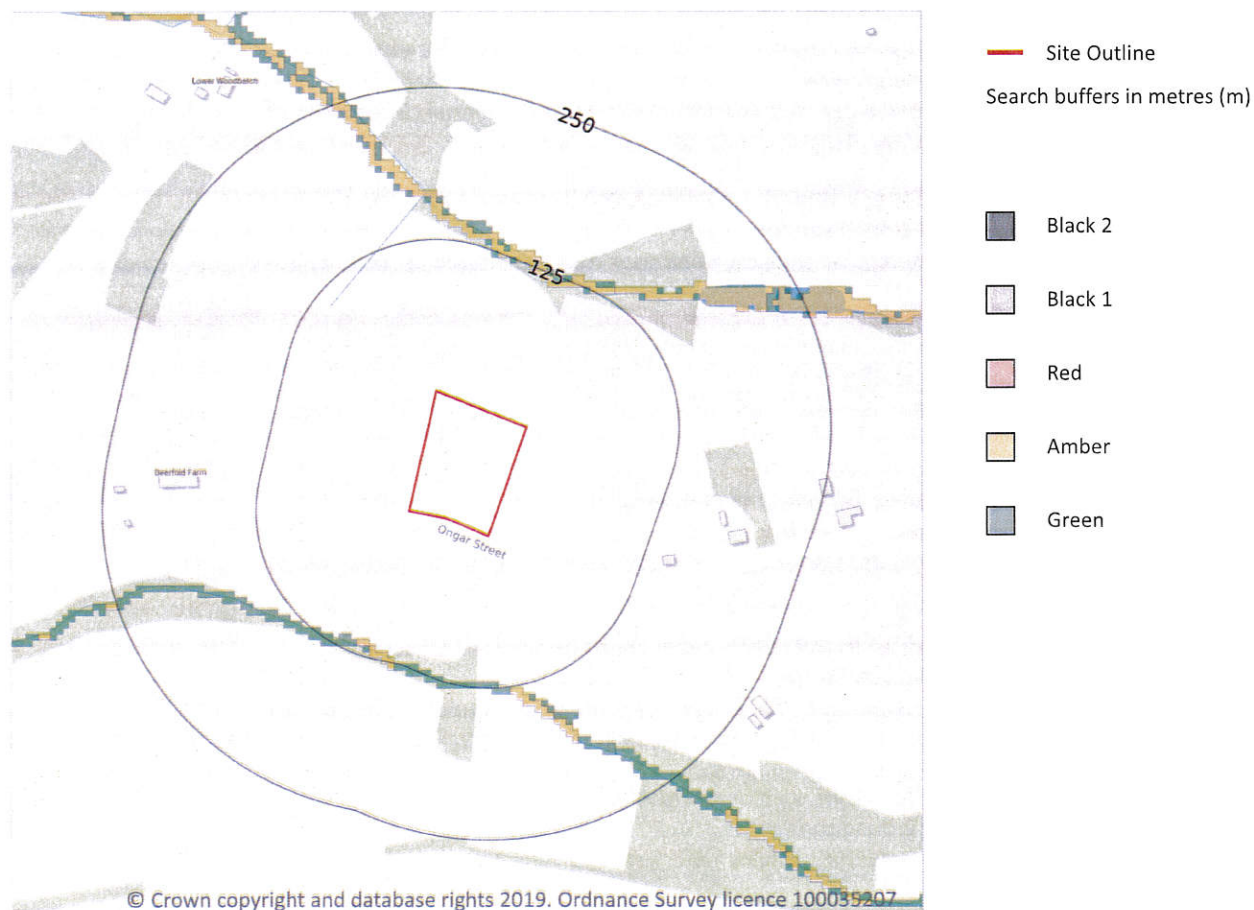 Site Outline
Search buffers in metres (m)
Black 2
Black 1
Red
Amber
Green
Lower Woodhatch
250
125
Deerfold Farm
Ongar Street
© Crown copyright and database rights 2019. Ordnance Survey licence 100035207